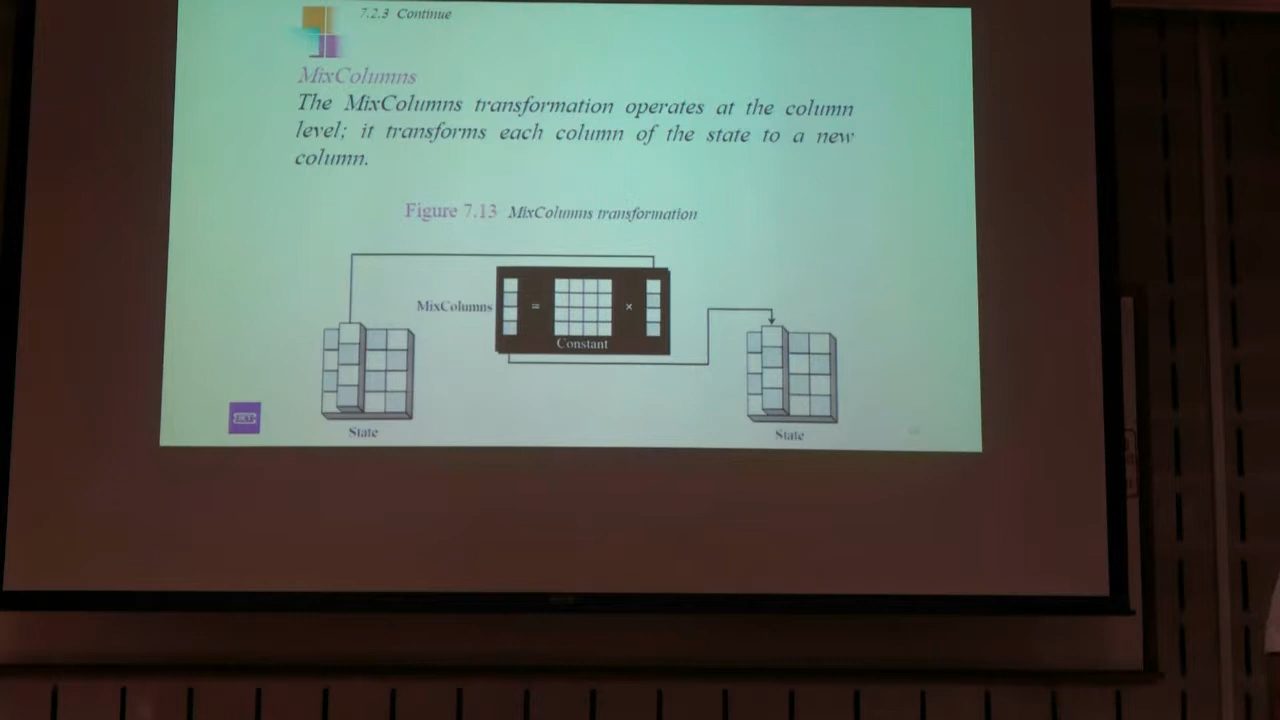 7.2.3 Continue
MixColumns
The MixColumns transformation operates at the column
level; it transforms each column of the state to a new
column.
Figure 7.13 MixColumns transformation
MixColumns
= ×
Constant
State
State